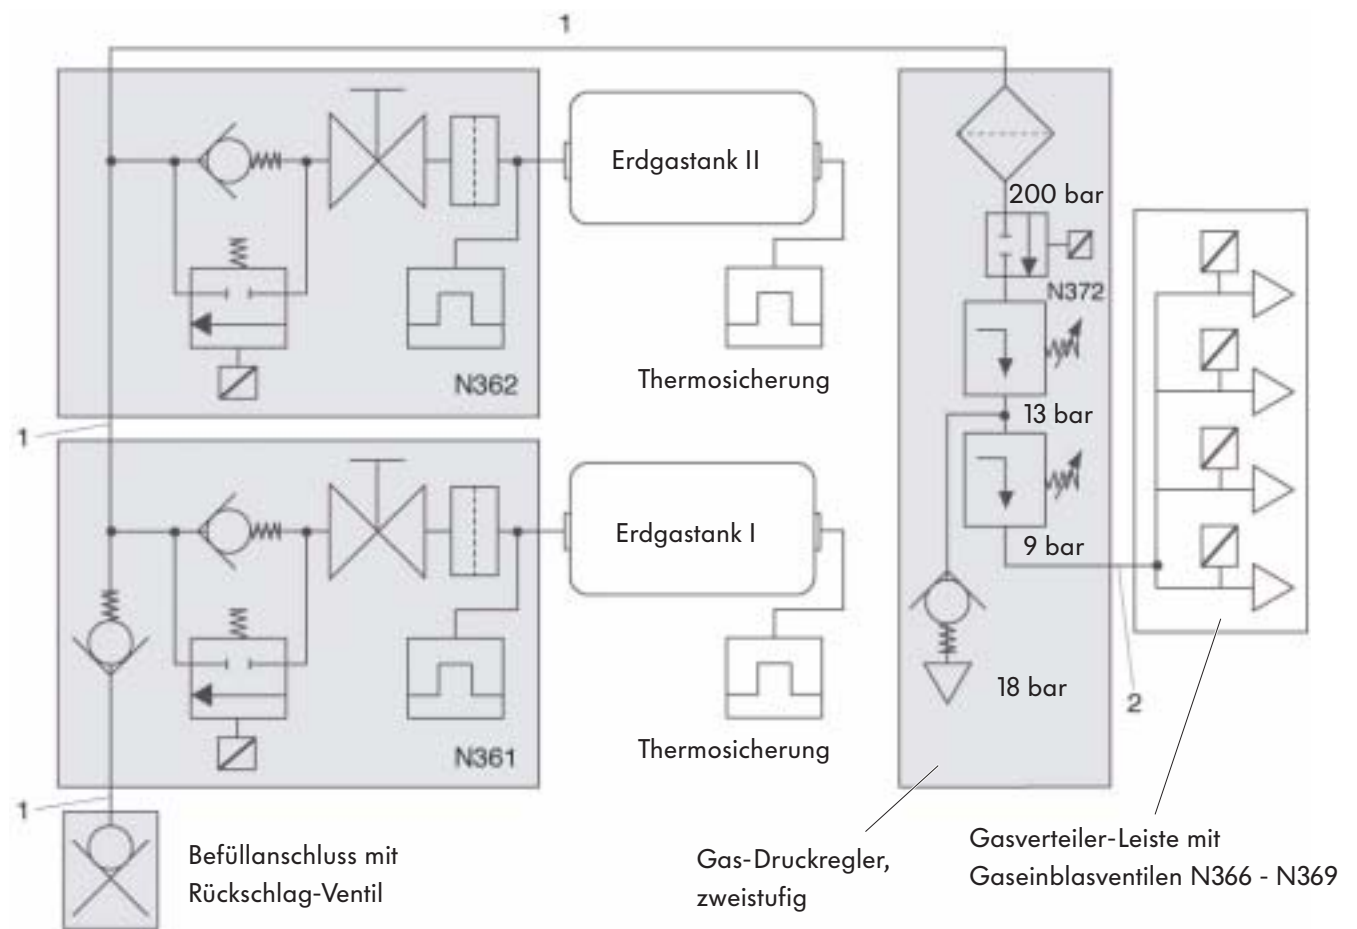 1
Erdgastank II
200 bar
N372
Thermosicherung
N362
13 bar
1
Erdgastank I
9 bar
18 bar
2
Thermosicherung
N361
1
Befüllanschluss mit
Rückschlag-Ventil
Gas-Druckregler,
zweistufig
Gasverteiler-Leiste mit
Gaseinblasventilen N366 - N369